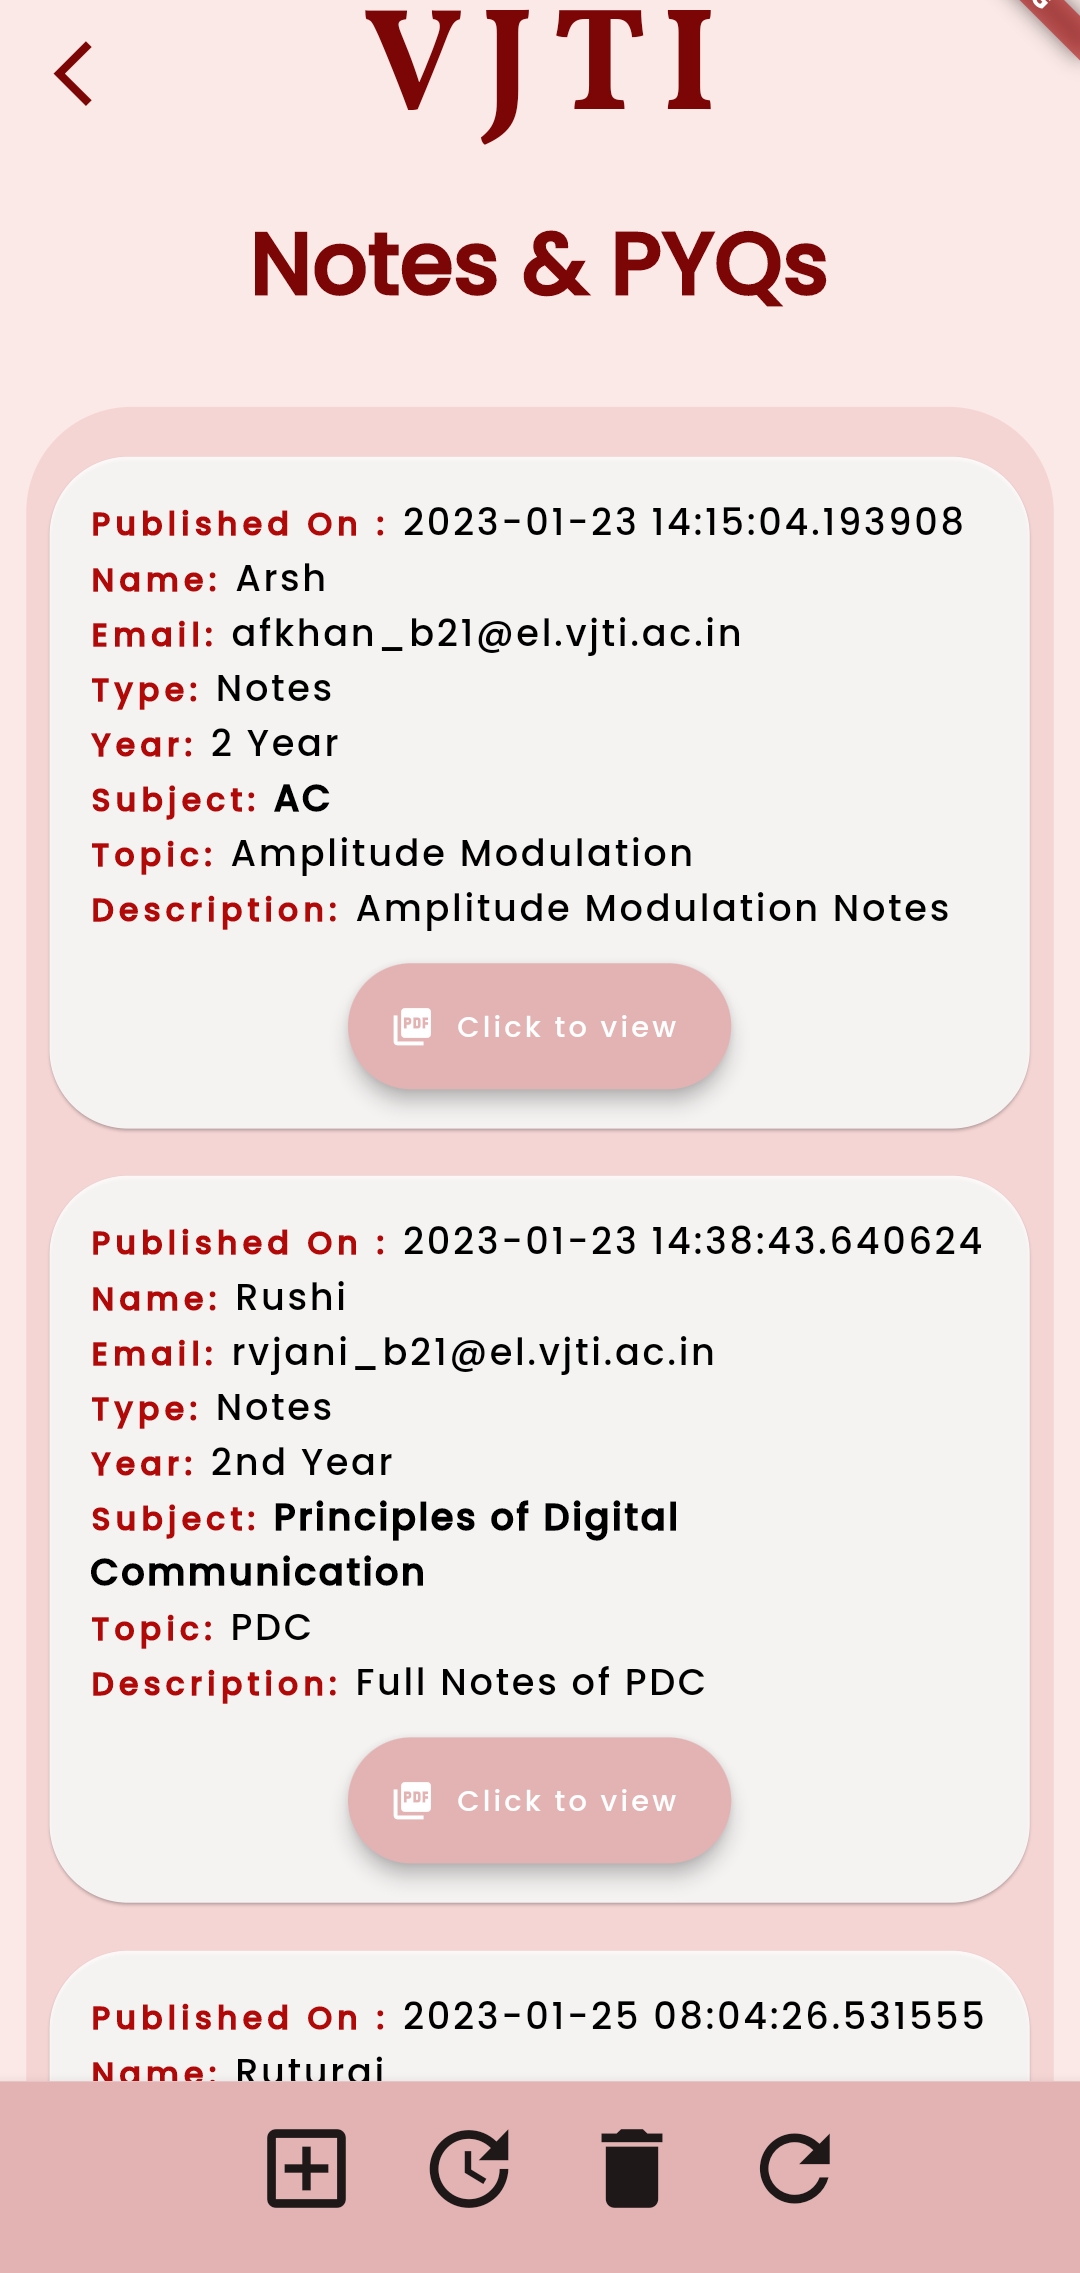 VJTI
G
Notes & PYQs
Published On : 2023-01-23 14:15:04.193908
Name: Arsh
Email: afkhan_b21@el.vjti.ac.in
Type: Notes
Year: 2 Year
Subject: AC
Topic: Amplitude Modulation
Description: Amplitude Modulation Notes
PDF Click to view
Published On : 2023-01-23 14:38:43.640624
Name: Rushi
Email: rvjani_b21@el.vjti.ac.in
Type: Notes
Year: 2nd Year
Subject: Principles of Digital
Communication
Topic: PDC
Description: Full Notes of PDC
PDF Click to view
Published On : 2023-01-25 08:04:26.531555
Name: Ruturaj